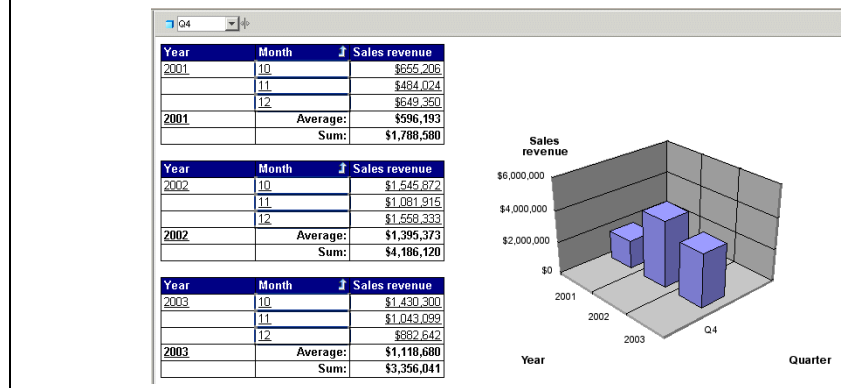 Q4
Year Month Sales revenue
2001 10 $655,206
11 $484,024
12 $649,350
2001 Average: $596,193
Sum: $1,788,580
Year Month Sales revenue
2002 10 $1,545,872
11 $1,081,915
12 $1,558,333
2002 Average: $1,395,373
Sum: $4,186,120
Year Month Sales revenue
2003 10 $1,430,300
11 $1,043,099
12 $882,642
2003 Average: $1,118,680
Sum: $3,356,041
Sales
revenue
$6,000,000
$4,000,000
$2,000,000
$0
2001
2002
2003
Q4
Year Quarter